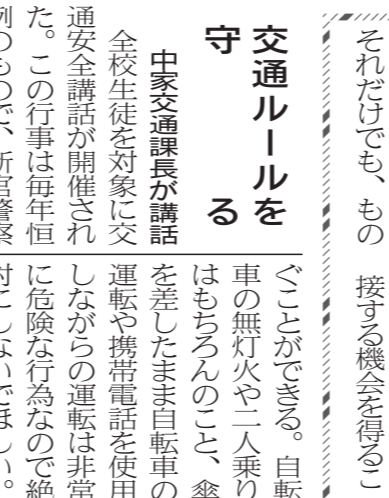 それだけでも、もの
接する機会を得るこ
交通ルールを
守る
中家交通課長が講話
全校生徒を対象に交
通安全講話が開催され
た。この行事は毎年恒
例のもので、新宮警察
ぐことができる。自転
車の無灯火や二人乗り
はもちろんのこと、傘
を差したまま自転車の
運転や携帯電話を使用
しながらの運転は非常
に危険な行為なので絶
対にしないでほしい。